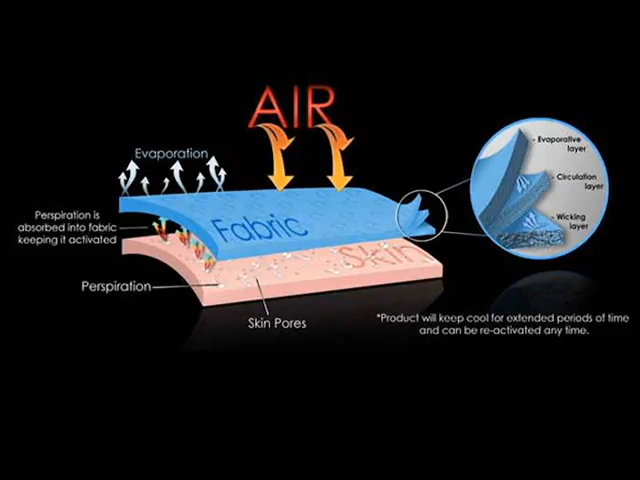 AIR
Evaporation
Perspiration is
absorbed into fabric
keeping it activated
Fabric
Skin
Perspiration
Skin Pores
- Evaporative
layer
- Circulation
layer
- Wicking
layer
*Product will keep cool for extended periods of time
and can be re-activated any time.